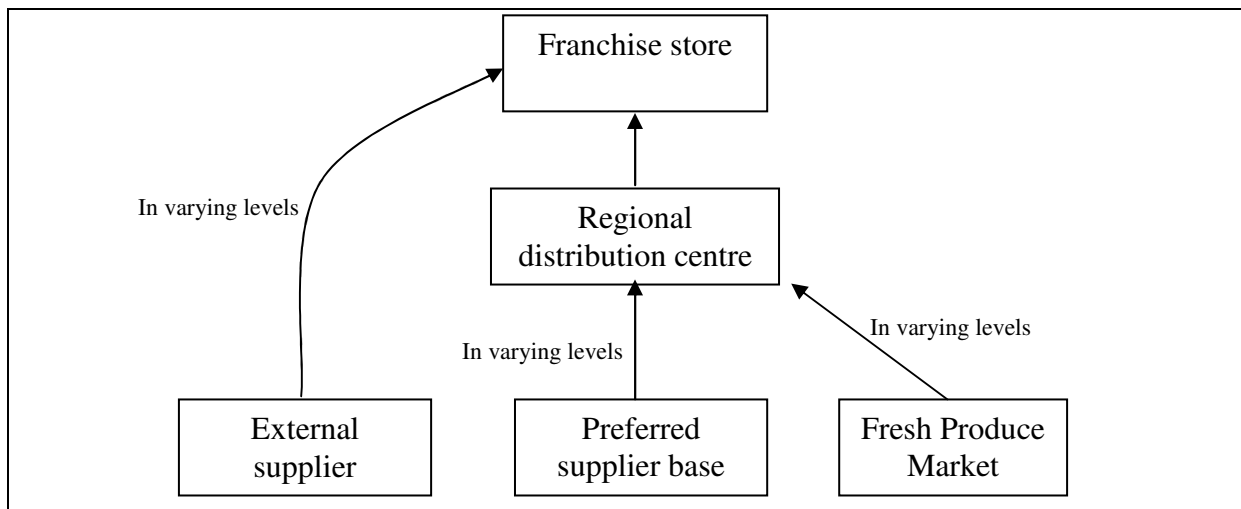 Franchise store
In varying levels
Regional
distribution centre
In varying levels
In varying levels
External
supplier
Preferred
supplier base
Fresh Produce
Market